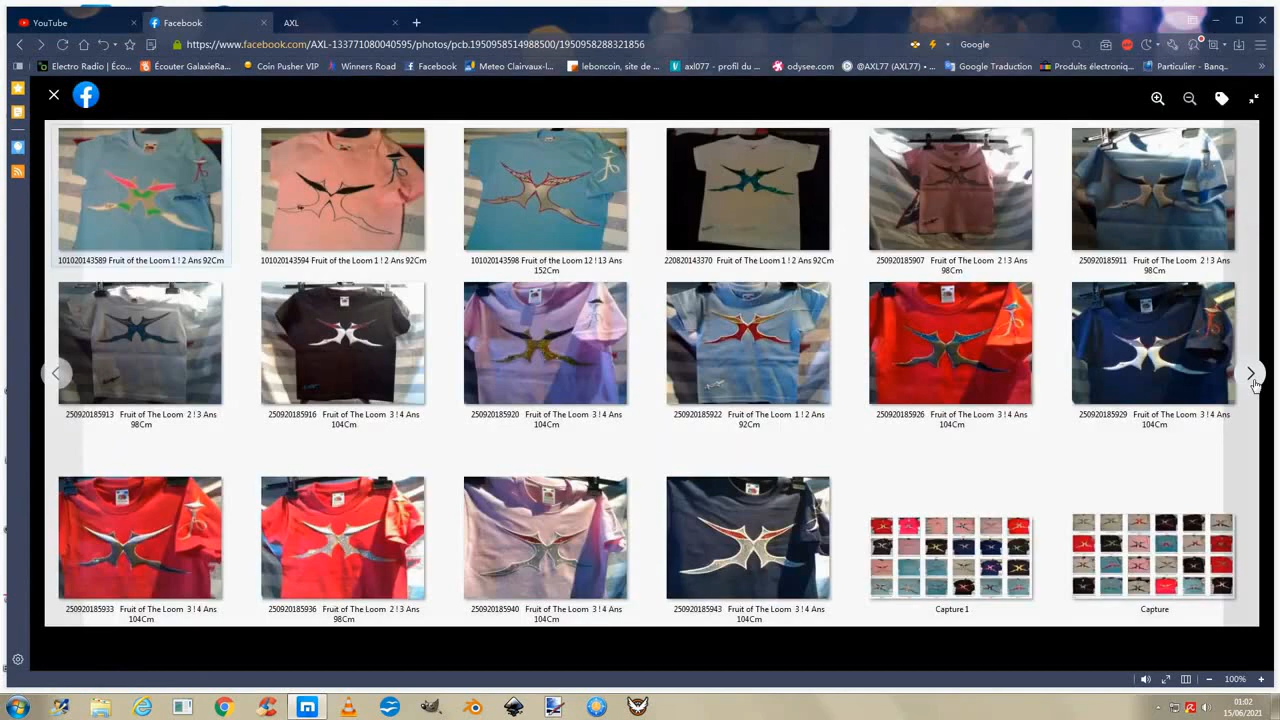 YouTube
Facebook
AXL
https://www.facebook.com/AXL-133771080040595/photos/pcb.1950958514988500/1950958288321856
Google
Electro Radio | Éco...
Écouter GalaxieRa...
Coin Pusher VIP
Winners Road
Facebook
Meteo Clairvaux-l...
leboncoin, site de ...
axl077 - profil du ...
odysee.com
@AXL77 (AXL77) • ...
Google Traduction
Produits électroniq...
Particulier - Banq...
101020143589 Fruit of the Loom 1 ! 2 Ans 92Cm
101020143594 Fruit of the Loom 1 ! 2 Ans 92Cm
101020143598 Fruit of the Loom 12 ! 13 Ans
152Cm
220820143370 Fruit of the Loom 1 ! 2 Ans 92Cm
250920185907 Fruit of The Loom 2 ! 3 Ans
98Cm
250920185911 Fruit of The Loom 2 ! 3 Ans
98Cm
250920185913 Fruit of The Loom 2 ! 3 Ans
98Cm
250920185916 Fruit of The Loom 3 ! 4 Ans
104Cm
250920185920 Fruit of The Loom 3 ! 4 Ans
104Cm
250920185922 Fruit of The Loom 1 ! 2 Ans
92Cm
250920185926 Fruit of The Loom 3 ! 4 Ans
104Cm
250920185929 Fruit of The Loom 3 ! 4 Ans
104Cm
250920185933 Fruit of The Loom 3 ! 4 Ans
104Cm
250920185936 Fruit of The Loom 2 ! 3 Ans
98Cm
250920185940 Fruit of The Loom 3 ! 4 Ans
104Cm
250920185943 Fruit of The Loom 3 ! 4 Ans
104Cm
Capture 1
Capture
100%
01:02
15/06/2021